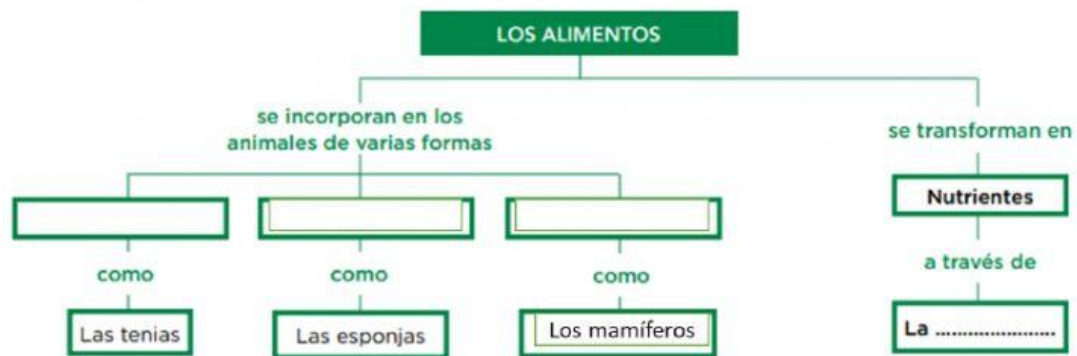 LOS ALIMENTOS
se incorporan en los
animales de varias formas
se transforman en
Nutrientes
como
como
como
a través de
Las tenias
Las esponjas
Los mamíferos
La ......................